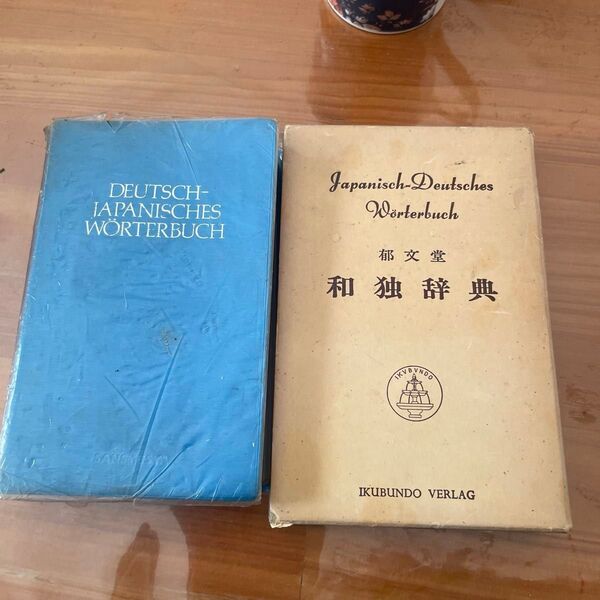 DEUTSCH-
JAPANISCHES
WÖRTERBUCH
Japanisch-Deutsches
Wörterbuch
郁文堂
和独辞典
IKUBUNDO
IKUBUNDO VERLAG